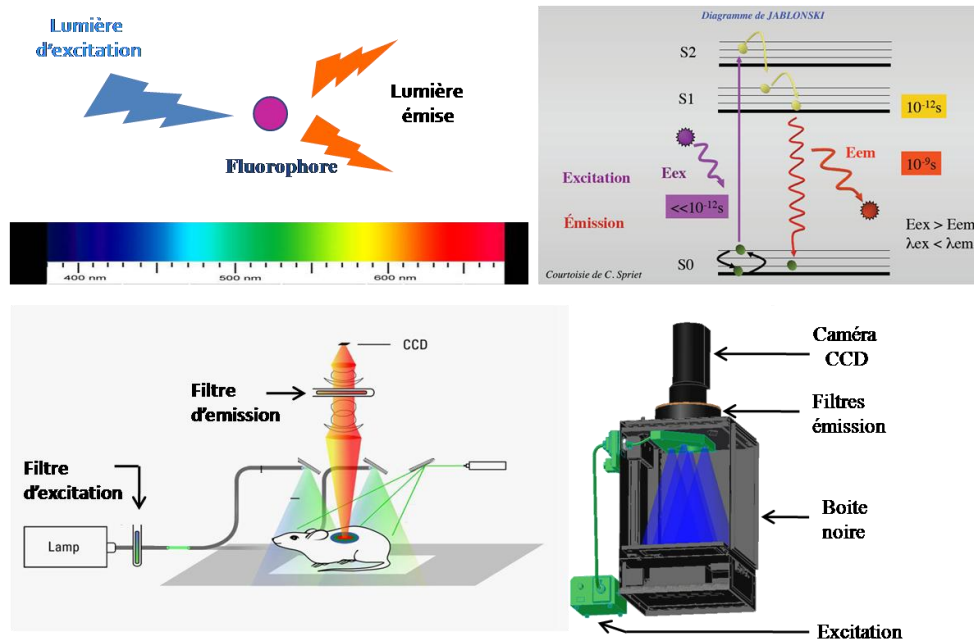 Lumière
d'excitation
Lumière
émise
Fluorophore
400 nm
500 nm
600 nm
Diagramme de JABLONSKI
S2
S1
10⁻¹²s
Eem
10⁻⁹s
Excitation
Eex
<<10⁻¹²s
Émission
Eex > Eem
λex < λem
S0
Courtoisie de C. Spriet
CCD
Filtre
d'emission
Filtre
d'excitation
Lamp
Caméra
CCD
Filtres
émission
Boite
noire
Excitation